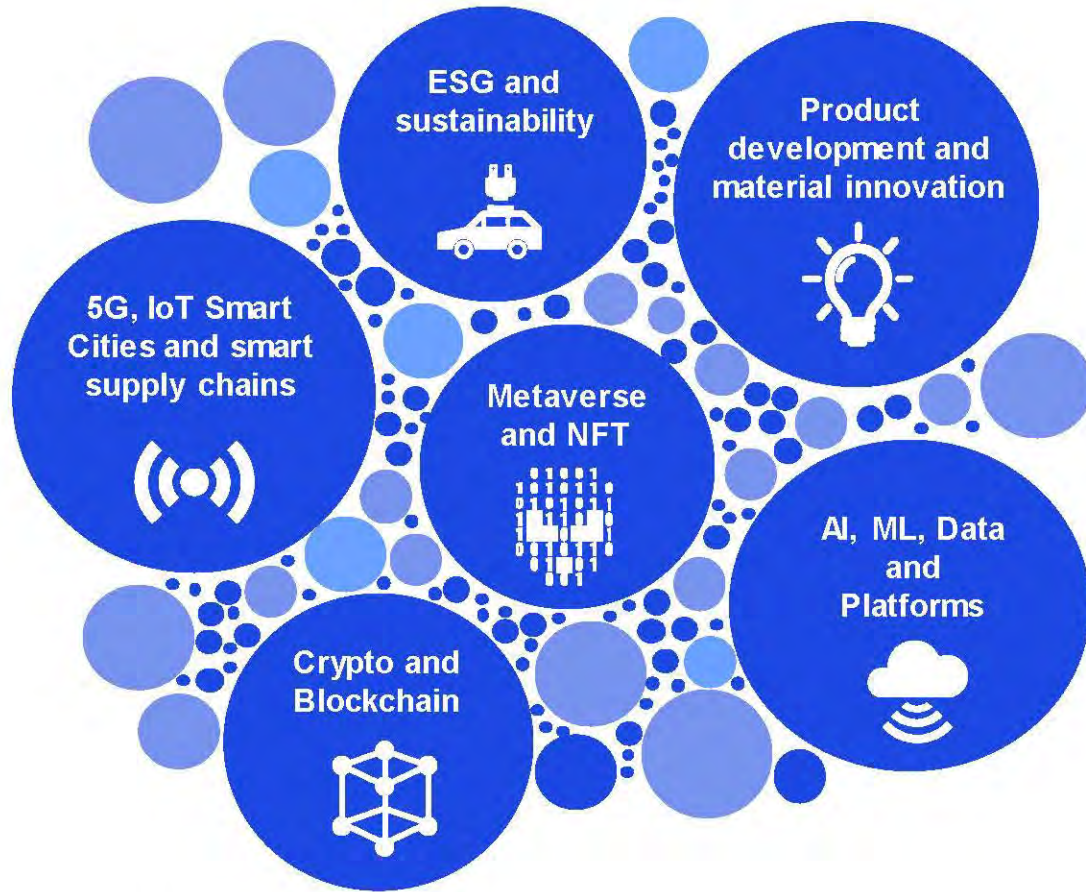 ESG and
sustainability
Product
development and
material innovation
5G, IoT Smart
Cities and smart
supply chains
Metaverse
and NFT
AI, ML, Data
and
Platforms
Crypto and
Blockchain